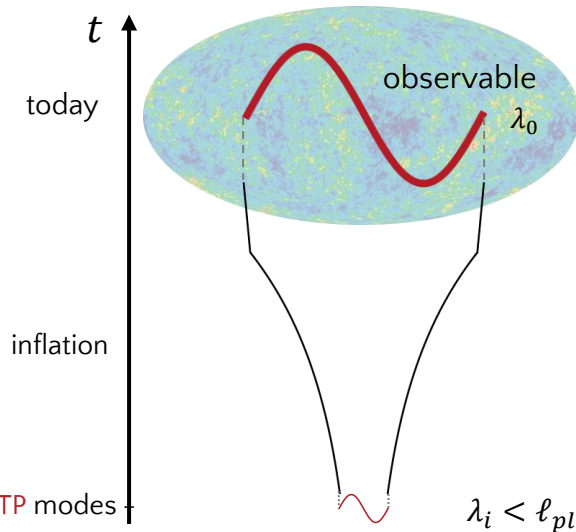 t
today
observable
λ₀
inflation
TP modes
λᵢ < ℓₚₗ